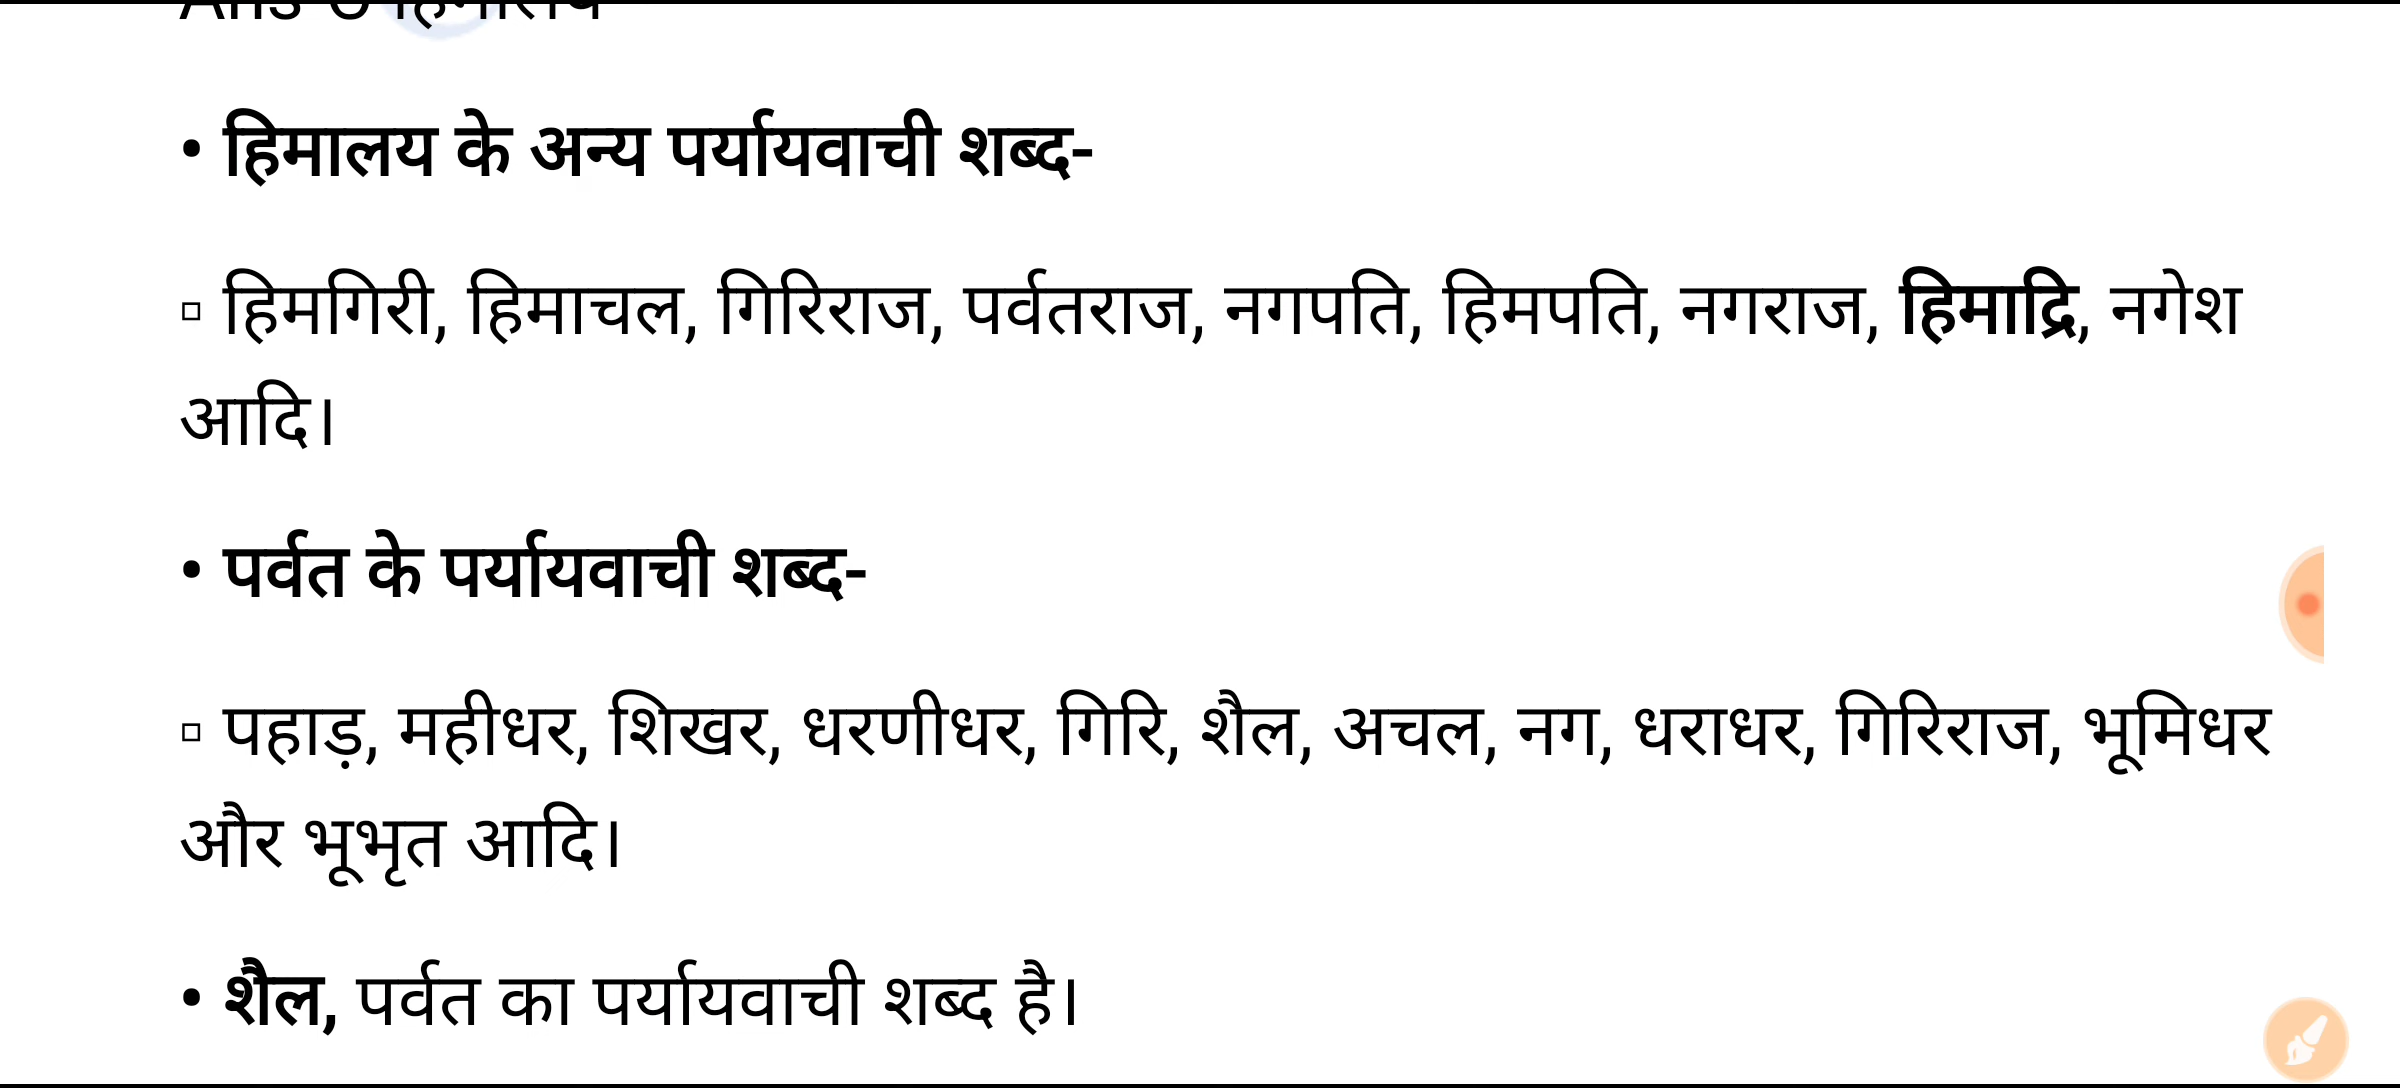 • हिमालय के अन्य पर्यायवाची शब्द-
▫ हिमगिरी, हिमाचल, गिरिराज, पर्वतराज, नगपति, हिमपति, नगराज, हिमाद्रि, नगेश
आदि।
• पर्वत के पर्यायवाची शब्द-
▫ पहाड़, महीधर, शिखर, धरणीधर, गिरि, शैल, अचल, नग, धराधर, गिरिराज, भूमिधर
और भूभृत आदि।
• शैल, पर्वत का पर्यायवाची शब्द है।